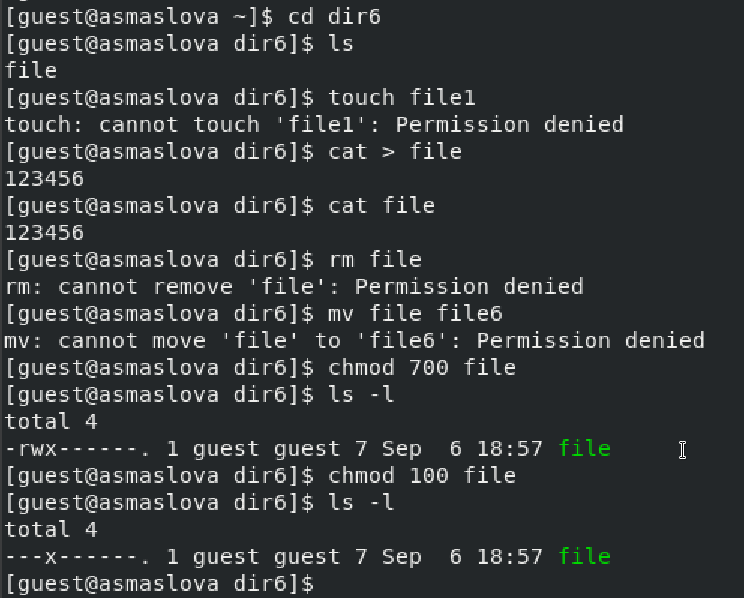 [guest@asmaslova ~]$ cd dir6
[guest@asmaslova dir6]$ ls
file
[guest@asmaslova dir6]$ touch file1
touch: cannot touch 'file1': Permission denied
[guest@asmaslova dir6]$ cat > file
123456
[guest@asmaslova dir6]$ cat file
123456
[guest@asmaslova dir6]$ rm file
rm: cannot remove 'file': Permission denied
[guest@asmaslova dir6]$ mv file file6
mv: cannot move 'file' to 'file6': Permission denied
[guest@asmaslova dir6]$ chmod 700 file
[guest@asmaslova dir6]$ ls -l
total 4
-rwx------. 1 guest guest 7 Sep  6 18:57 file
[guest@asmaslova dir6]$ chmod 100 file
[guest@asmaslova dir6]$ ls -l
total 4
---x------. 1 guest guest 7 Sep  6 18:57 file
[guest@asmaslova dir6]$